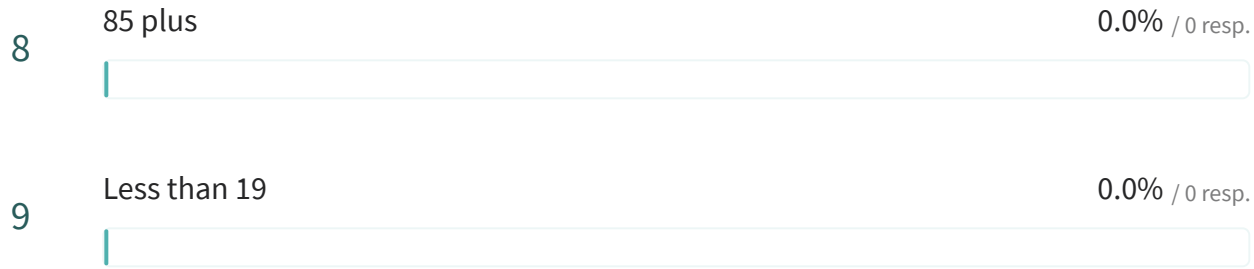 8 85 plus 0.0% / 0 resp.
9 Less than 19 0.0% / 0 resp.